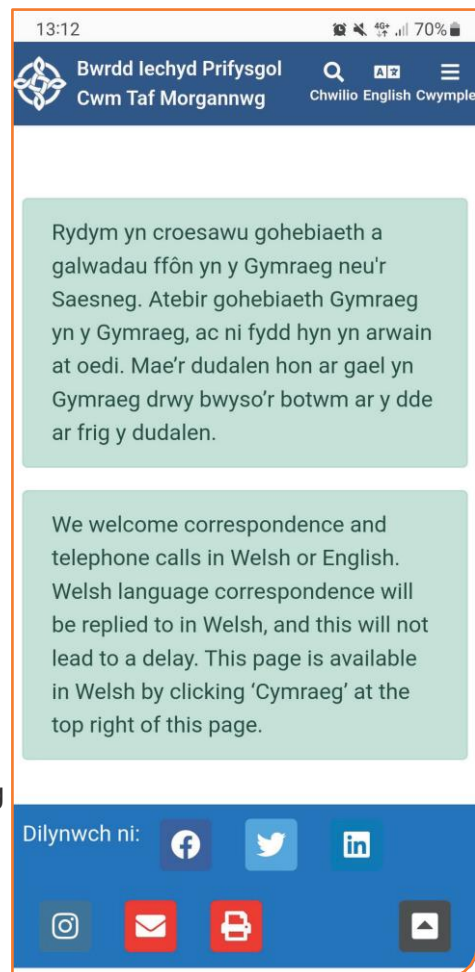 13:12
4G+
70%
Bwrdd Iechyd Prifysgol
Cwm Taf Morgannwg
Chwilio English Cwymple
Rydym yn croesawu gohebiaeth a
galwadau ffôn yn y Gymraeg neu'r
Saesneg. Atebir gohebiaeth Gymraeg
yn y Gymraeg, ac ni fydd hyn yn arwain
at oedi. Mae'r dudalen hon ar gael yn
Gymraeg drwy bwyso'r botwm ar y dde
ar frig y dudalen.
We welcome correspondence and
telephone calls in Welsh or English.
Welsh language correspondence will
be replied to in Welsh, and this will not
lead to a delay. This page is available
in Welsh by clicking ‘Cymraeg’ at the
top right of this page.
g
Dilynwch ni: